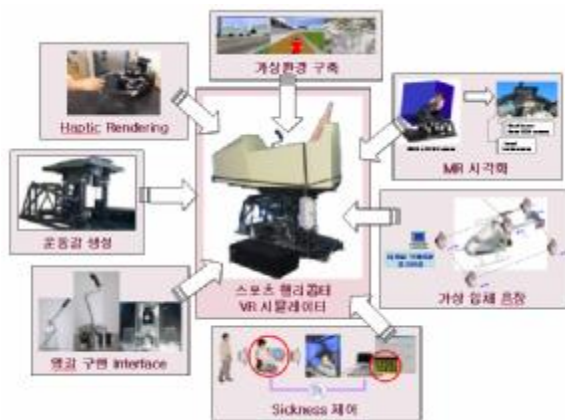 가상환경 구축
Haptic Rendering
MR 시각화
운동감 생성
스포츠 헬리콥터
VR 시뮬레이터
가상 입체 음장
역감 구현 Interface
Sickness 제어